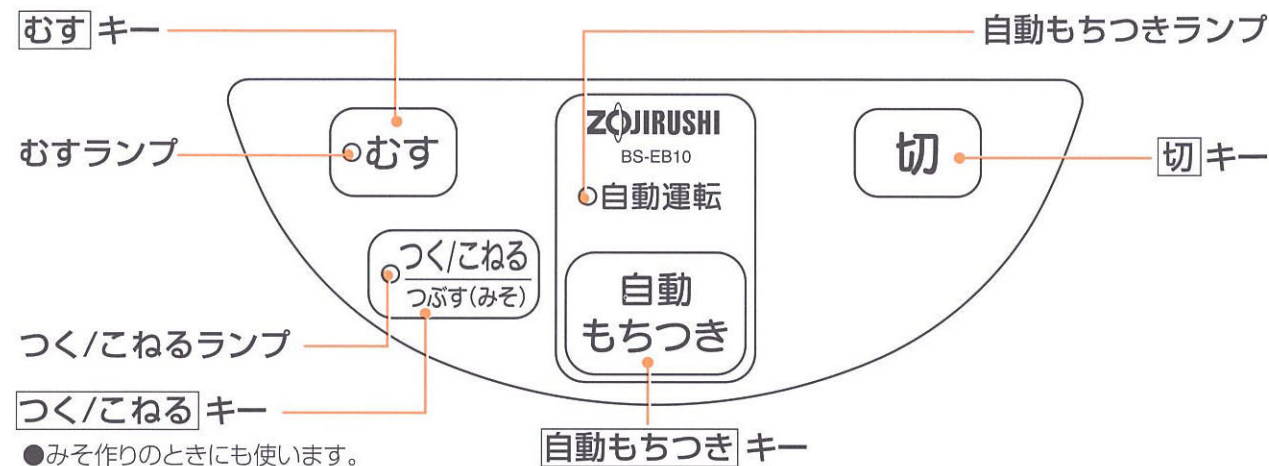 むす キー
自動もちつきランプ
ZOJIRUSHI
BS-EB10
むすランプ
むす
自動運転
切
切 キー
つく/こねる
つぶす(みそ)
自動
もちつき
つく/こねるランプ
つく/こねる キー
●みそ作りのときにも使います。
自動もちつき キー